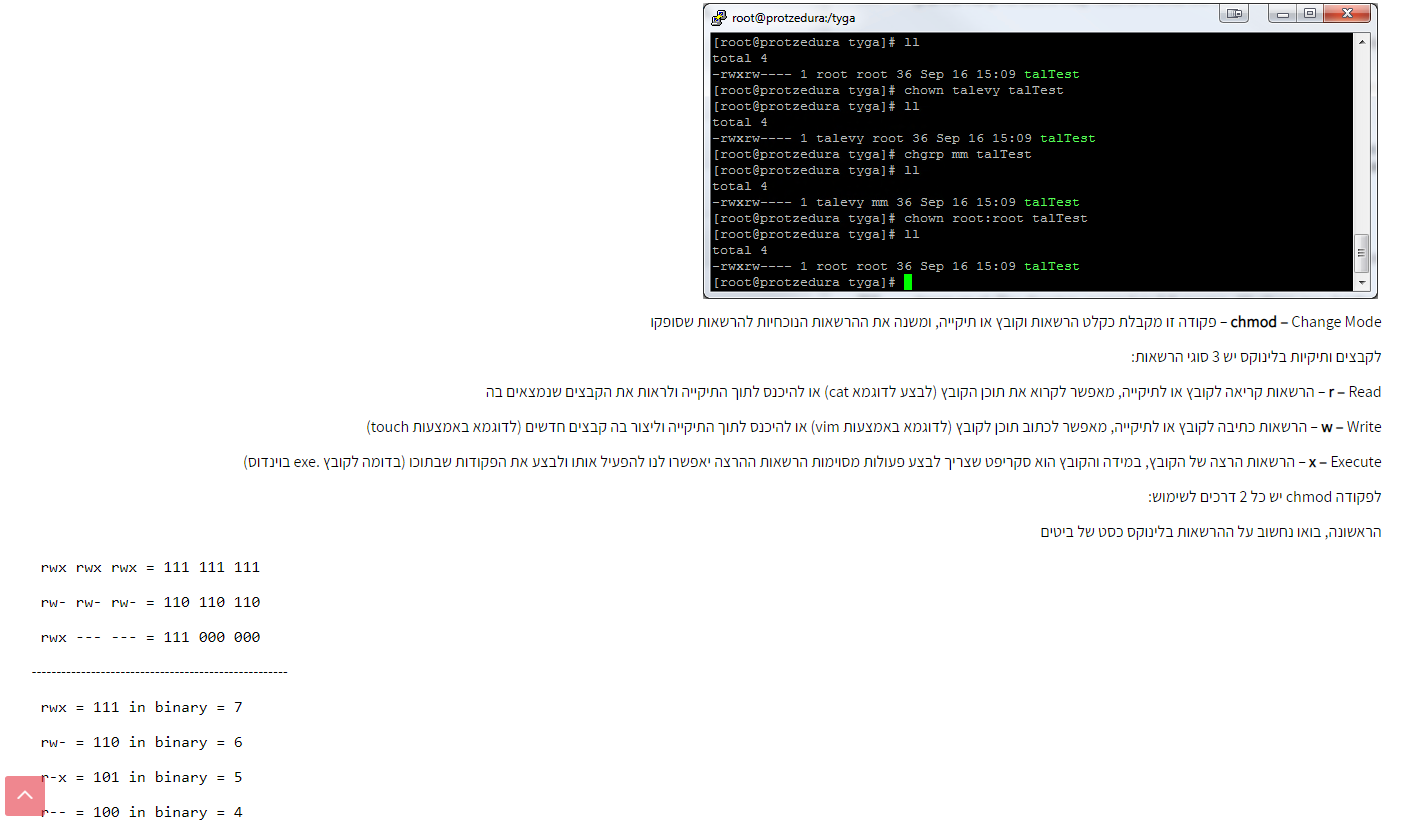 root@protzedura:/tyga
[root@protzedura tyga]# ll
total 4
-rwxrw---- 1 root root 36 Sep 16 15:09 talTest
[root@protzedura tyga]# chown talevy talTest
[root@protzedura tyga]# ll
total 4
-rwxrw---- 1 talevy root 36 Sep 16 15:09 talTest
[root@protzedura tyga]# chgrp mm talTest
[root@protzedura tyga]# ll
total 4
-rwxrw---- 1 talevy mm 36 Sep 16 15:09 talTest
[root@protzedura tyga]# chown root:root talTest
[root@protzedura tyga]# ll
total 4
-rwxrw---- 1 root root 36 Sep 16 15:09 talTest
[root@protzedura tyga]#
chmod – Change Mode – פקודה זו מקבלת כקלט הרשאות וקובץ או תיקייה, ומשנה את ההרשאות הנוכחיות להרשאות שסופקו
לקבצים ותיקיות בלינוקס יש 3 סוגי הרשאות:
r – Read – הרשאות קריאה לקובץ או לתיקייה, מאפשר לקרוא את תוכן הקובץ (לבצע לדוגמא cat) או להיכנס לתוך התיקייה ולראות את הקבצים שנמצאים בה
w – Write – הרשאות כתיבה לקובץ או לתיקייה, מאפשר לכתוב תוכן לקובץ (לדוגמא באמצעות vim) או להיכנס לתוך התיקייה וליצור בה קבצים חדשים (לדוגמא באמצעות touch)
x – Execute – הרשאות הרצה של הקובץ, במידה והקובץ הוא סקריפט שצריך לבצע פעולות מסוימות הרשאות ההרצה יאפשרו לנו להפעיל אותו ולבצע את הפקודות שבתוכו (בדומה לקובץ .exe בוינדוס)
לפקודה chmod יש כל 2 דרכים לשימוש:
הראשונה, בואו נחשוב על ההרשאות בלינוקס כסט של ביטים
rwx rwx rwx = 111 111 111
rw- rw- rw- = 110 110 110
rwx --- --- = 111 000 000
----------------------------------------------------
rwx = 111 in binary = 7
rw- = 110 in binary = 6
r-x = 101 in binary = 5
r-- = 100 in binary = 4